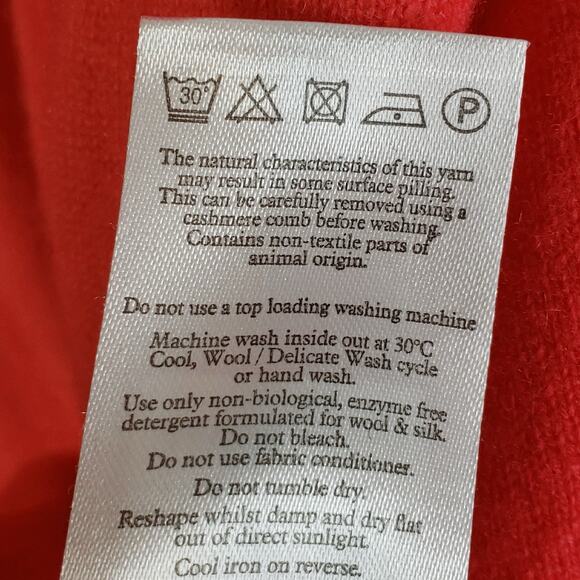 30°
P
The natural characteristics of this yarn
may result in some surface pilling.
This can be carefully removed using a
cashmere comb before washing.
Contains non-textile parts of
animal origin.
Do not use a top loading washing machine
Machine wash inside out at 30°C
Cool, Wool / Delicate Wash cycle
or hand wash.
Use only non-biological, enzyme free
detergent formulated for wool & silk.
Do not bleach.
Do not use fabric conditioner.
Do not tumble dry.
Reshape whilst damp and dry flat
out of direct sunlight.
Cool iron on reverse.